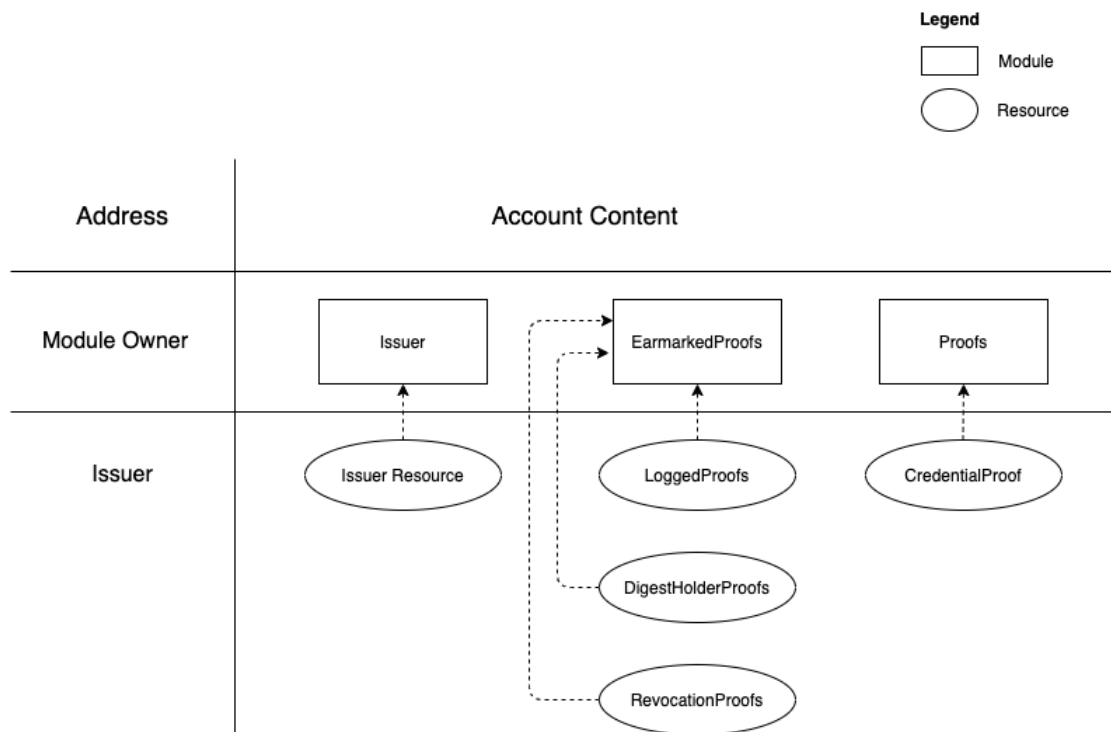 Legend
Module
Resource
Address
Account Content
Module Owner
Issuer
EarmarkedProofs
Proofs
Issuer
Issuer Resource
LoggedProofs
CredentialProof
DigestHolderProofs
RevocationProofs